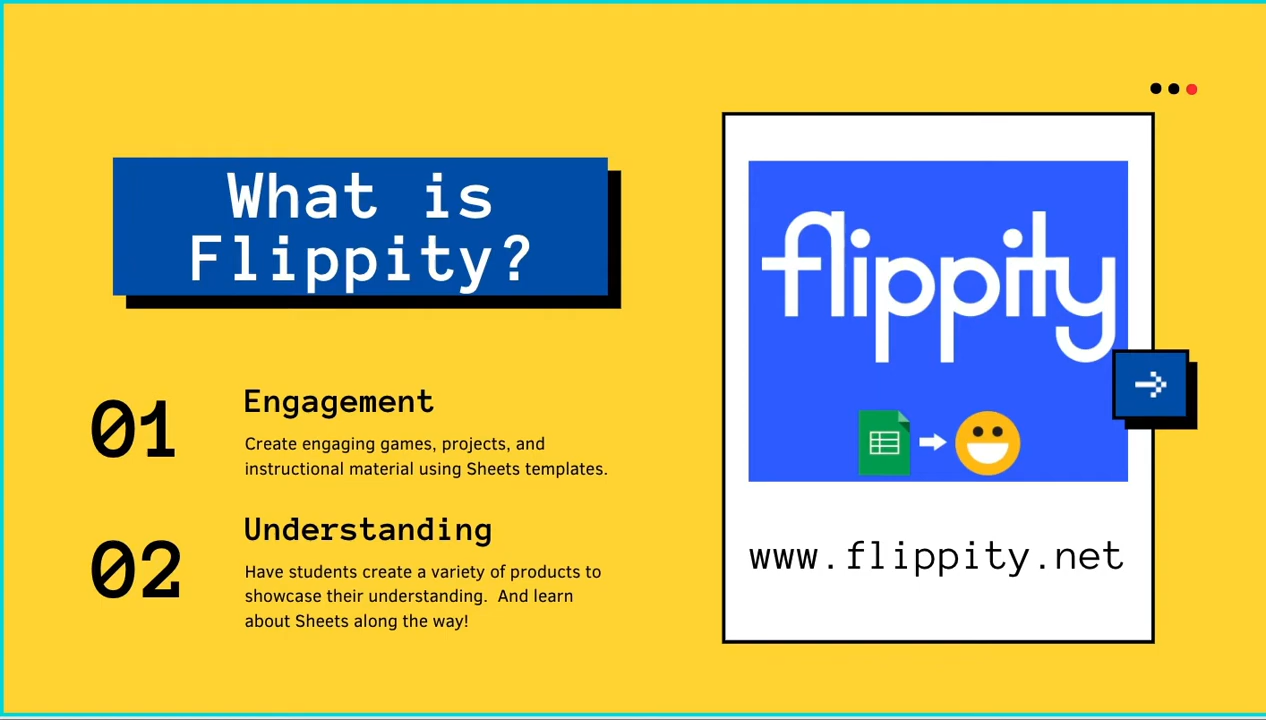 What is
Flippity?
01
Engagement
Create engaging games, projects, and
instructional material using Sheets templates.
02
Understanding
Have students create a variety of products to
showcase their understanding.  And learn
about Sheets along the way!
flippity
www.flippity.net